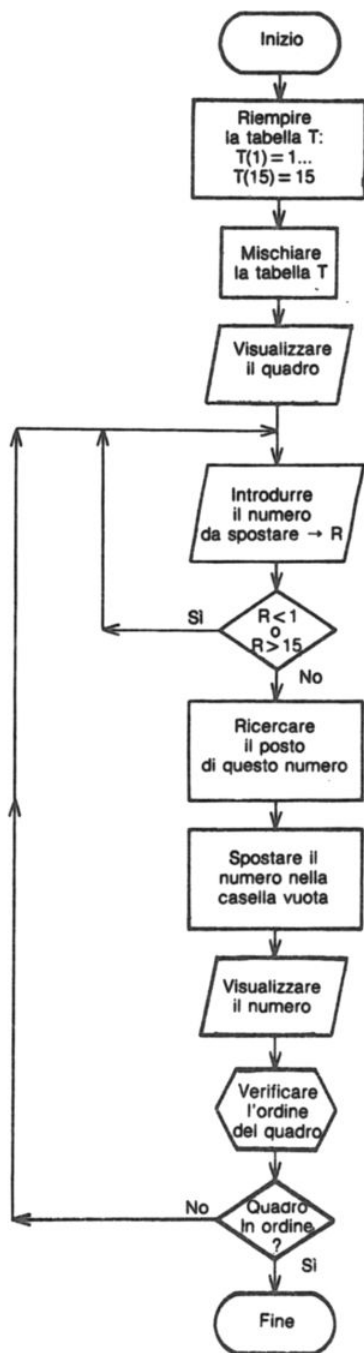 Inizio
Riempire
la tabella T:
T(1) = 1...
T(15) = 15
Mischiare
la tabella T
Visualizzare
il quadro
Introdurre
il numero
da spostare → R
Sì
R < 1
o
R > 15
No
Ricercare
il posto
di questo numero
Spostare il
numero nella
casella vuota
Visualizzare
il numero
Verificare
l'ordine
del quadro
No
Quadro
In ordine
?
Sì
Fine